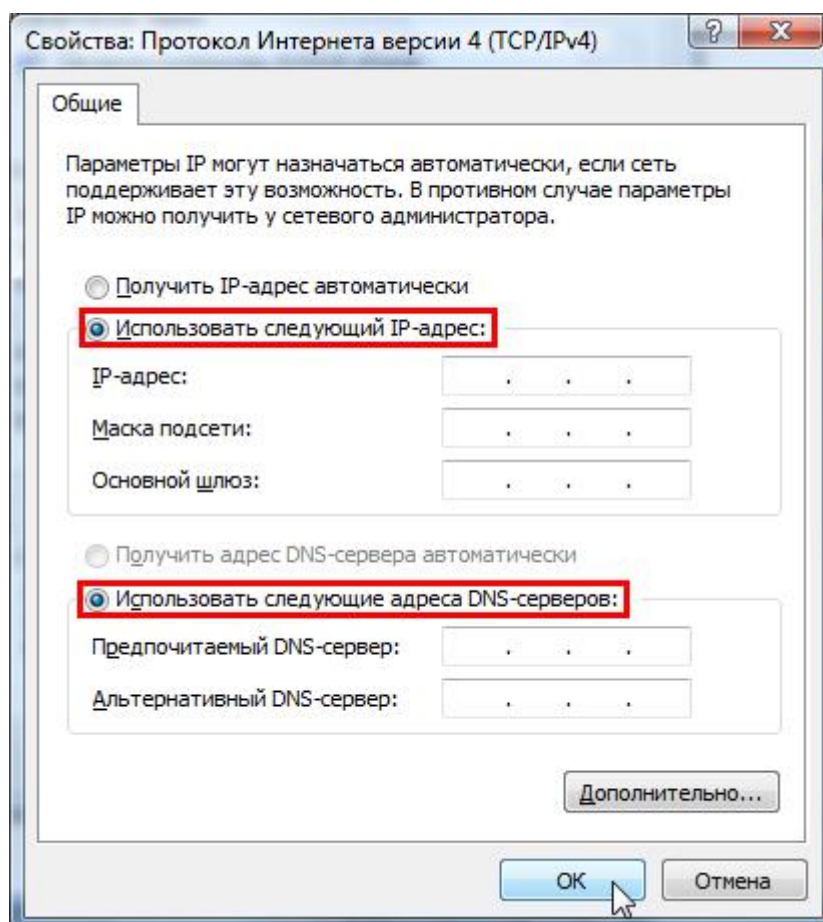 Свойства: Протокол Интернета версии 4 (TCP/IPv4)
?
X
Общие
Параметры IP могут назначаться автоматически, если сеть
поддерживает эту возможность. В противном случае параметры
IP можно получить у сетевого администратора.
Получить IP-адрес автоматически
Использовать следующий IP-адрес:
IP-адрес: . . .
Маска подсети: . . .
Основной шлюз: . . .
Получить адрес DNS-сервера автоматически
Использовать следующие адреса DNS-серверов:
Предпочитаемый DNS-сервер: . . .
Альтернативный DNS-сервер: . . .
Дополнительно...
ОК
Отмена